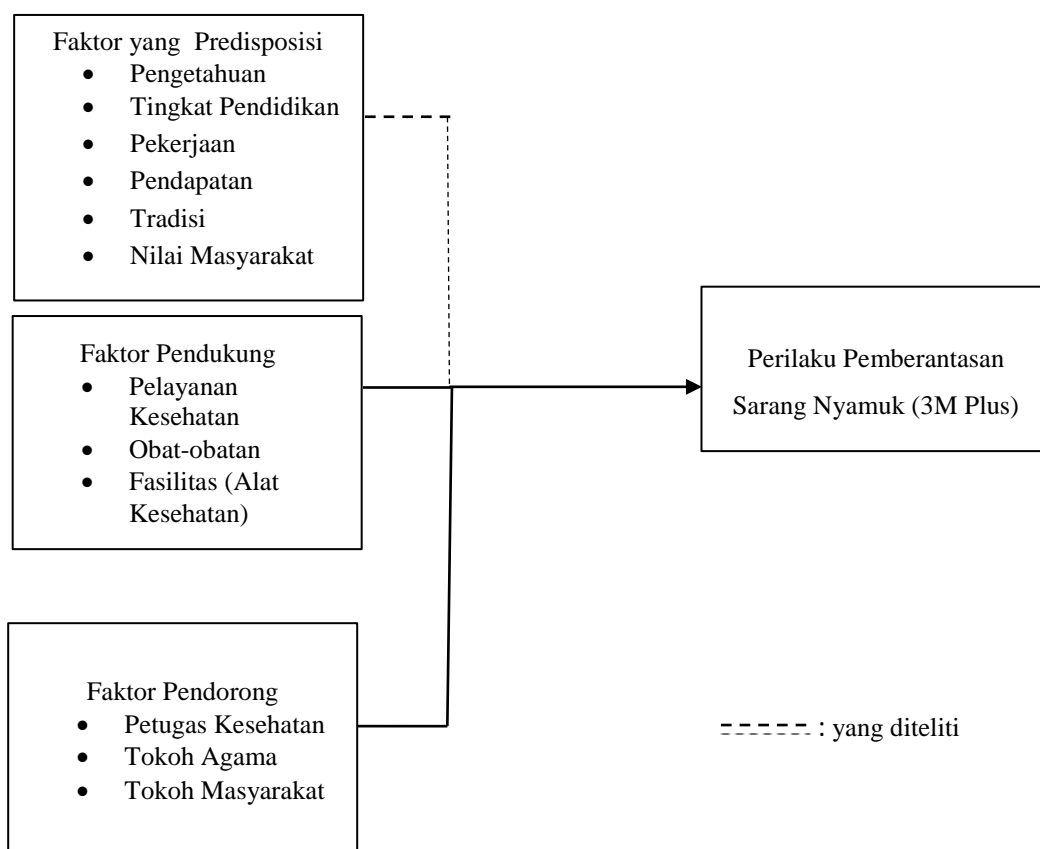 Faktor yang Predisposisi
• Pengetahuan
• Tingkat Pendidikan
• Pekerjaan
• Pendapatan
• Tradisi
• Nilai Masyarakat
Faktor Pendukung
• Pelayanan
Kesehatan
• Obat-obatan
• Fasilitas (Alat
Kesehatan)
Perilaku Pemberantasan
Sarang Nyamuk (3M Plus)
Faktor Pendorong
• Petugas Kesehatan
• Tokoh Agama
• Tokoh Masyarakat
: yang diteliti